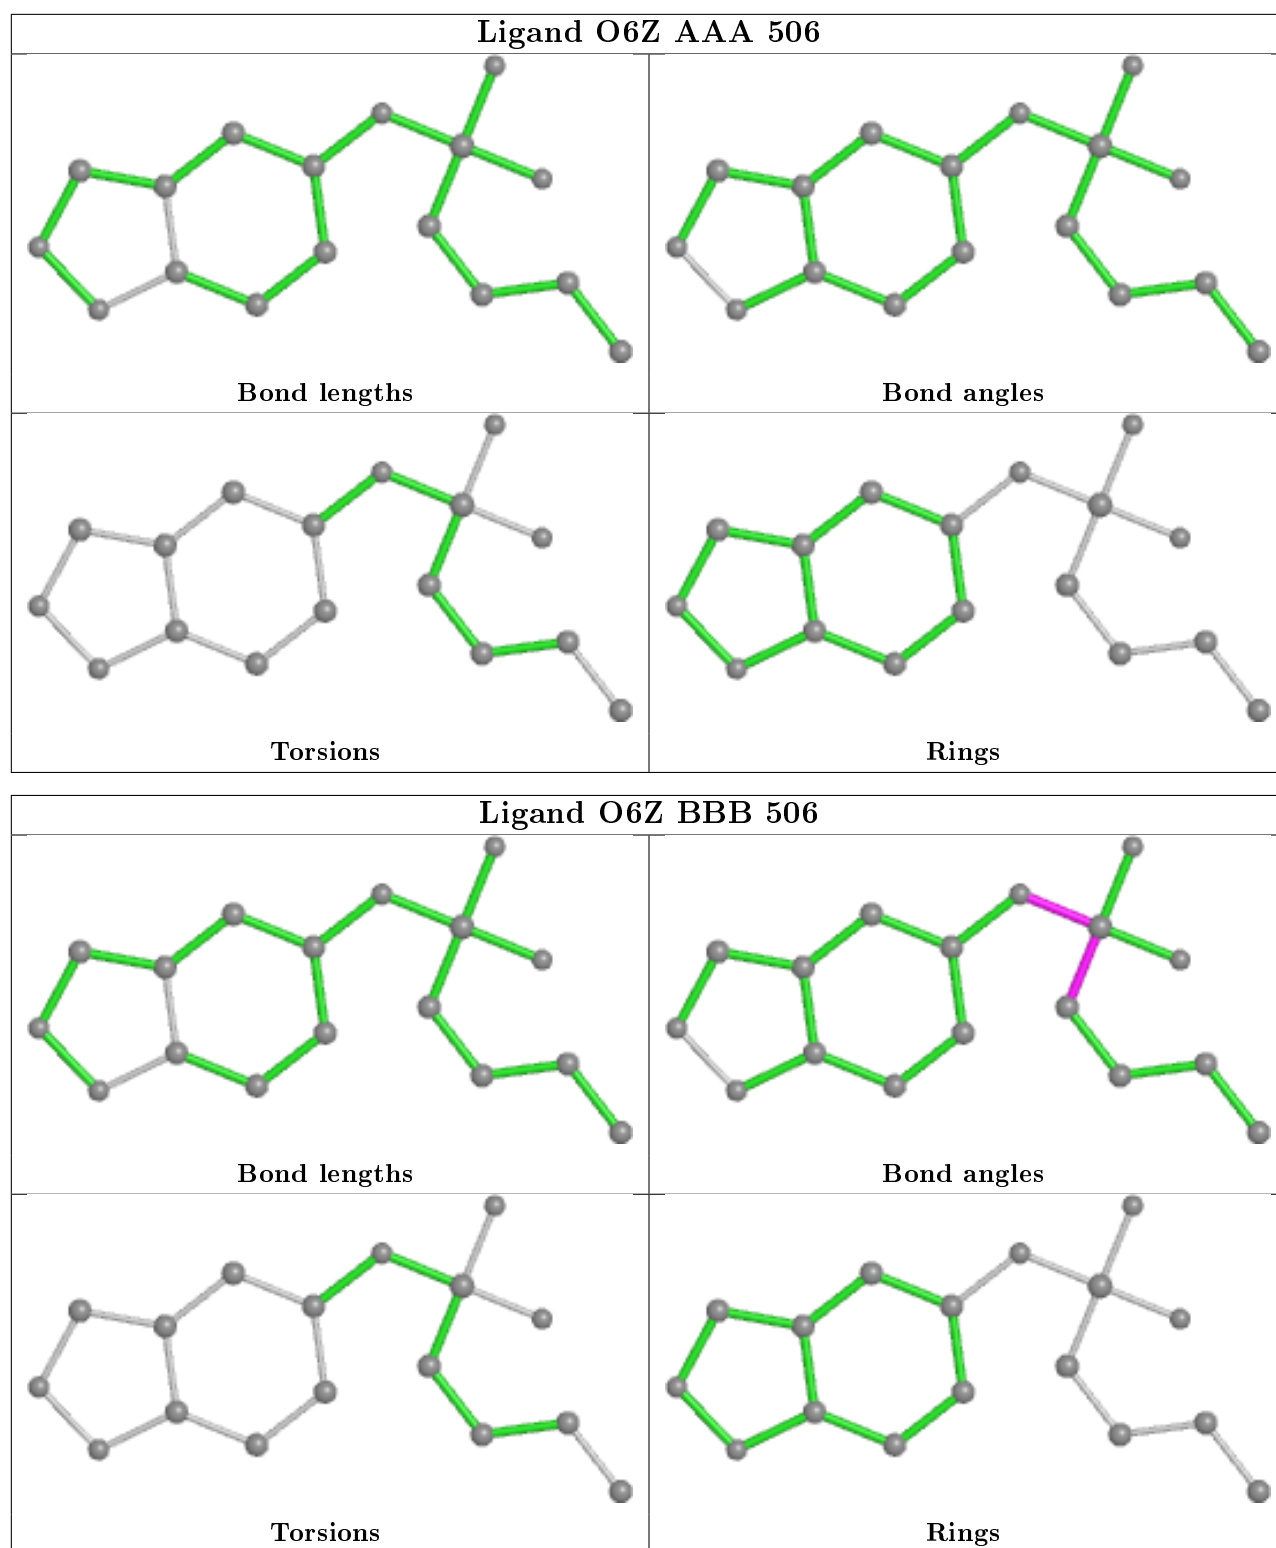 Ligand O6Z AAA 506
Bond lengths
Bond angles
Torsions
Rings
Ligand O6Z BBB 506
Bond lengths
Bond angles
Torsions
Rings